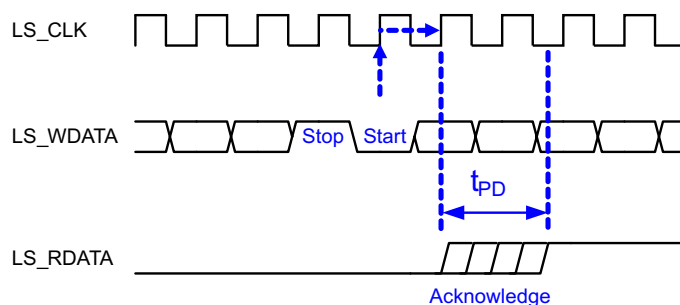 LS_CLK
LS_WDATA
Stop
Start
tPD
LS_RDATA
Acknowledge